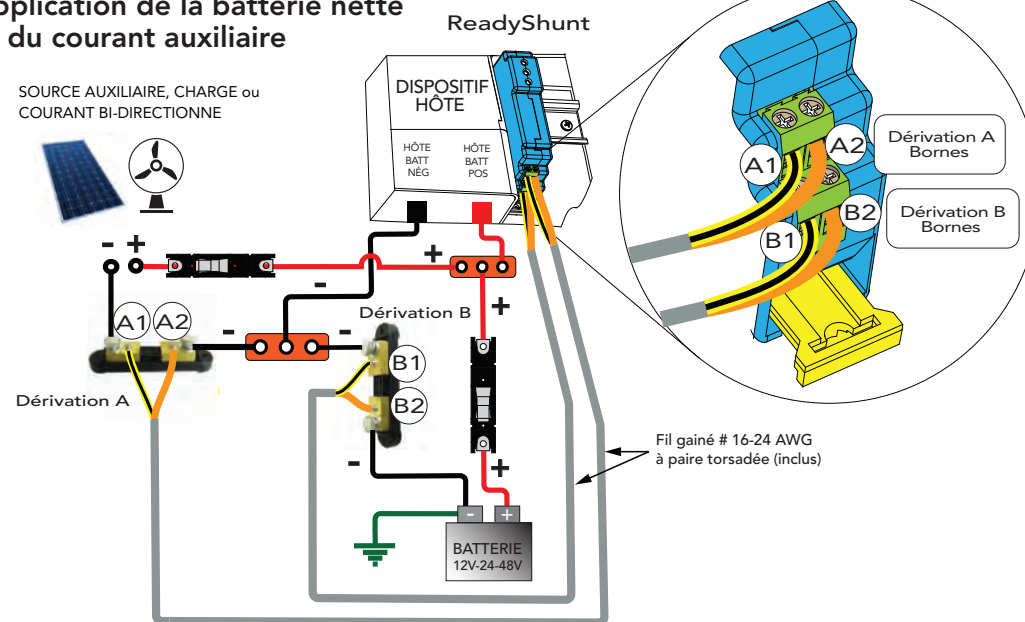 pplication de la batterie nette
du courant auxiliaire
ReadyShunt
SOURCE AUXILIAIRE, CHARGE ou
COURANT BI-DIRECTIONNE
DISPOSITIF
HÔTE
HÔTE
BATT
NÉG
HÔTE
BATT
POS
A1
A2
Dérivation A
Bornes
B1
B2
Dérivation B
Bornes
- +
+
-
+
Dérivation B
A1
A2
-
-
B1
B2
Dérivation A
-
+
Fil gainé # 16-24 AWG
à paire torsadée (inclus)
- +
BATTERIE
12V-24-48V